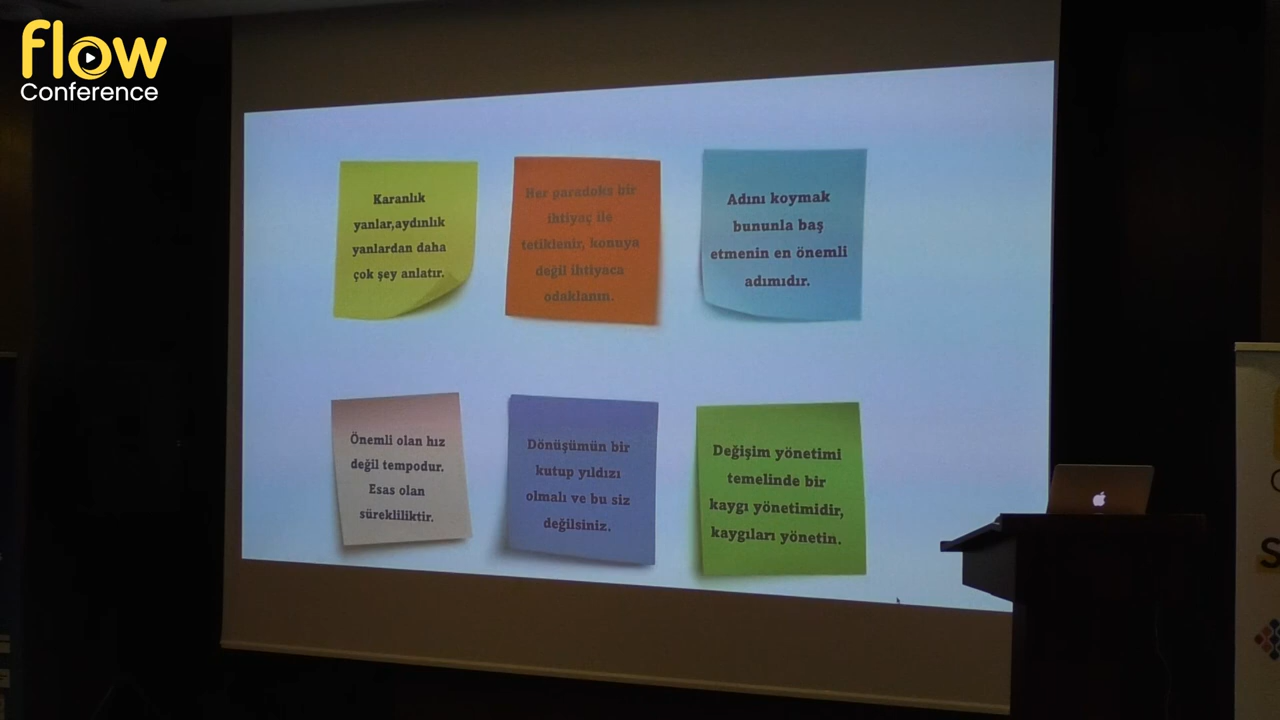 flow
Conference
Karanlık
yanlar,aydınlık
yanlardan daha
çok şey anlatır.
Her paradoks bir
ihtiyaç ile
tetiklenir, konuya
değil ihtiyaca
odaklanın.
Adını koymak
bununla baş
etmenin en önemli
adımıdır.
Önemli olan hız
değil tempodur.
Esas olan
sürekliliktir.
Dönüşümün bir
kutup yıldızı
olmalı ve bu siz
değilsiniz.
Değişim yönetimi
temelinde bir
kaygı yönetimidir,
kaygıları yönetin.